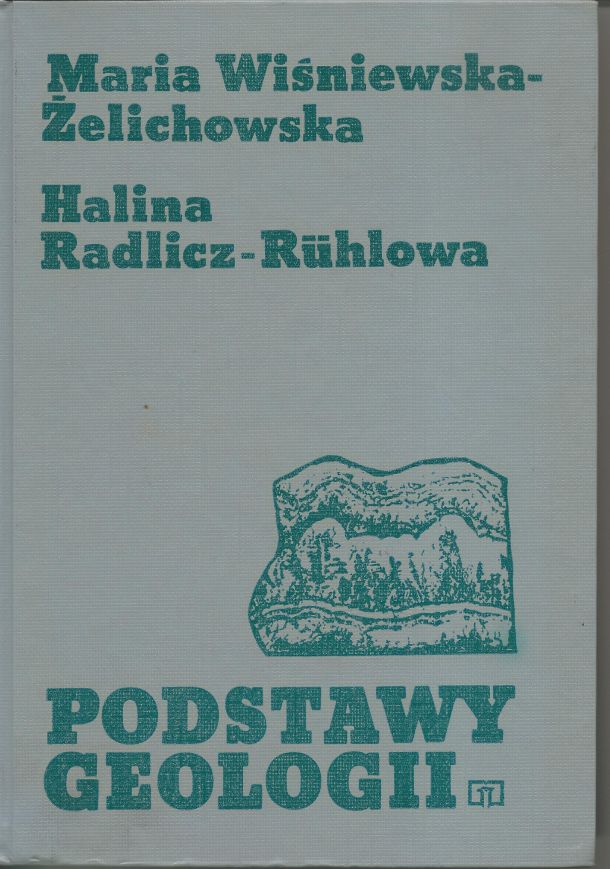 Maria Wiśniewska-
Żelichowska
Halina
Radlicz-Rühlowa
PODSTAWY
GEOLOGII